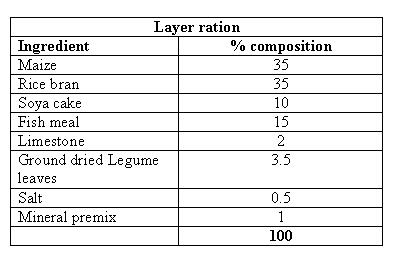 Layer ration
Ingredient % composition
Maize 35
Rice bran 35
Soya cake 10
Fish meal 15
Limestone 2
Ground dried Legume 3.5
leaves
Salt 0.5
Mineral premix 1
100